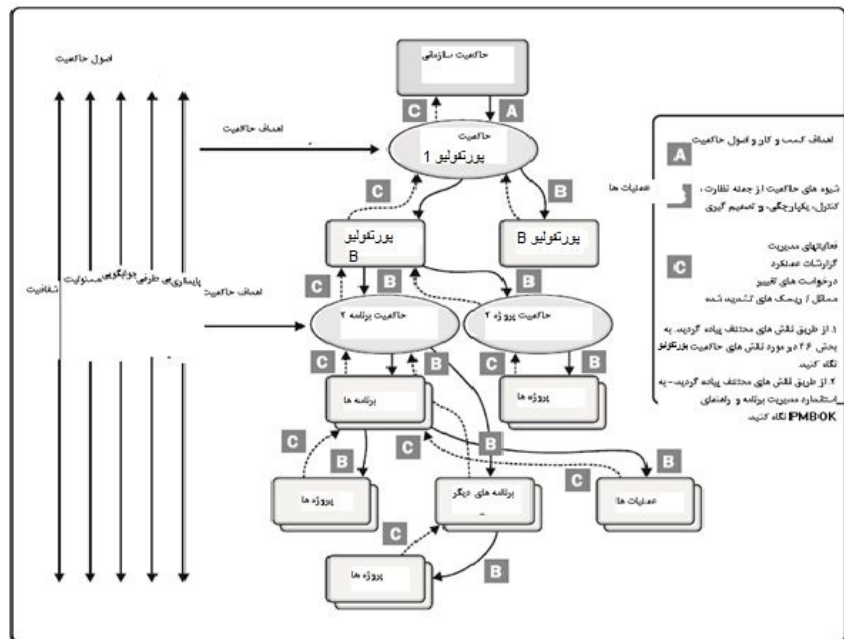 اصول حاکمیت
حاکمیت سازمانی
C
A
اهداف حاکمیت
حاکمیت
پورتفولیو 1
C
B
پورتفولیو
B
پورتفولیو B
شفافیت
مسئولیت
جوابگویی
بی طرفی
پایداری
اهداف حاکمیت
C
B
C
B
حاکمیت برنامه ۲
حاکمیت پروژه ۲
C
B
C
B
برنامه ها
پروژه ها
C
B
C
B
B
C
پروژه ها
برنامه های دیگر
عملیات ها
C
B
پروژه ها
A
اهداف کسب و کار و اصول حاکمیت
عملیات ها
شیوه های حاکمیت از جمله نظارت ،
کنترل، یکپارچگی، و تصمیم گیری
C
فعالیتهای مدیریت
گزارشات عملکرد
درخواست های تغییر
مسائل / ریسک های تشدید شده
۱. از طریق نقش های مختلف پیاده گردید. به
بخش ۴.۶ در مورد نقش های حاکمیت پورتفولیو
نگاه کنید.
۲. از طریق نقش های مختلف پیاده گردید.- به
استاندارد مدیریت برنامه و راهنمای
PMBOK نگاه کنید.